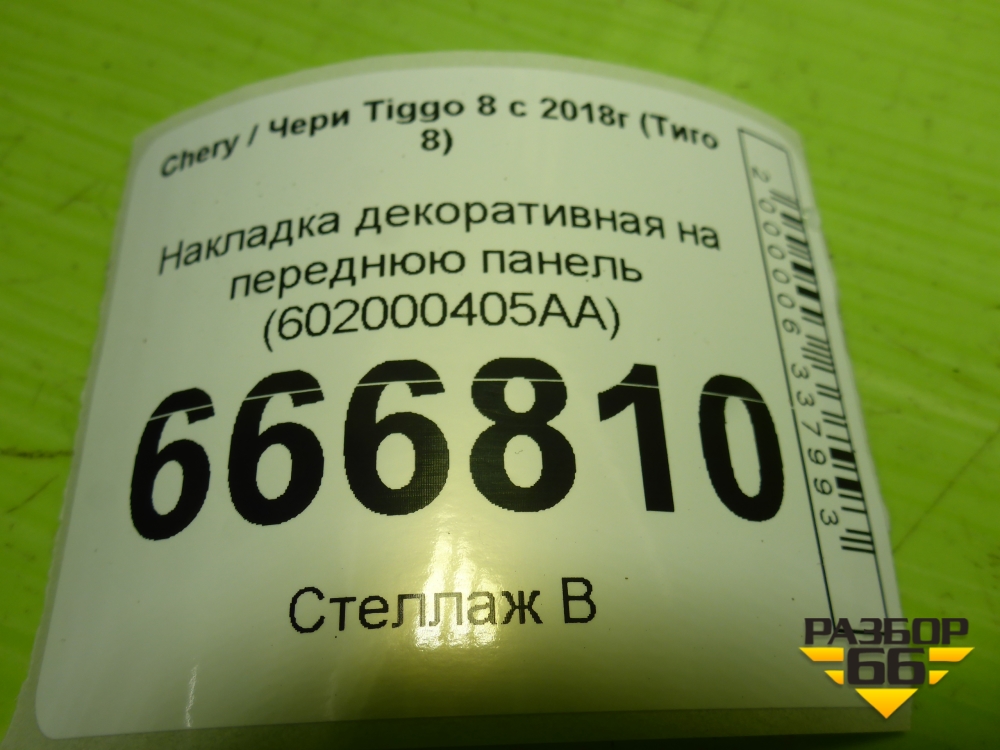 Chery / Чери Tiggo 8 с 2018г (Тиго
8)
Накладка декоративная на
переднюю панель
(602000405AA)
666810
Стеллаж В
2000006337993
РАЗБОР
66